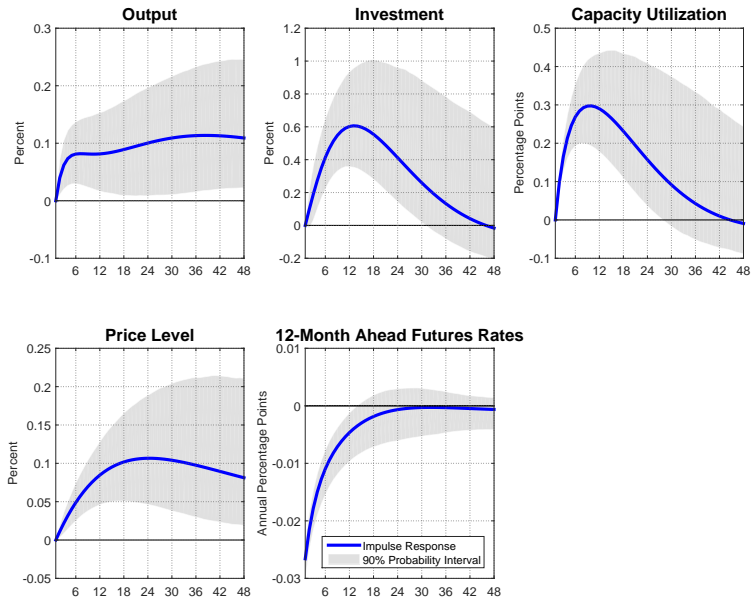 Output
0.3
0.2
0.1
0
-0.1
Percent
6 12 18 24 30 36 42 48
Investment
1.2
1
0.8
0.6
0.4
0.2
0
-0.2
Percent
6 12 18 24 30 36 42 48
Capacity Utilization
0.5
0.4
0.3
0.2
0.1
0
-0.1
Percentage Points
6 12 18 24 30 36 42 48
Price Level
0.25
0.2
0.15
0.1
0.05
0
-0.05
Percent
6 12 18 24 30 36 42 48
12-Month Ahead Futures Rates
0.01
0
-0.01
-0.02
-0.03
Annual Percentage Points
Impulse Response
90% Probability Interval
6 12 18 24 30 36 42 48